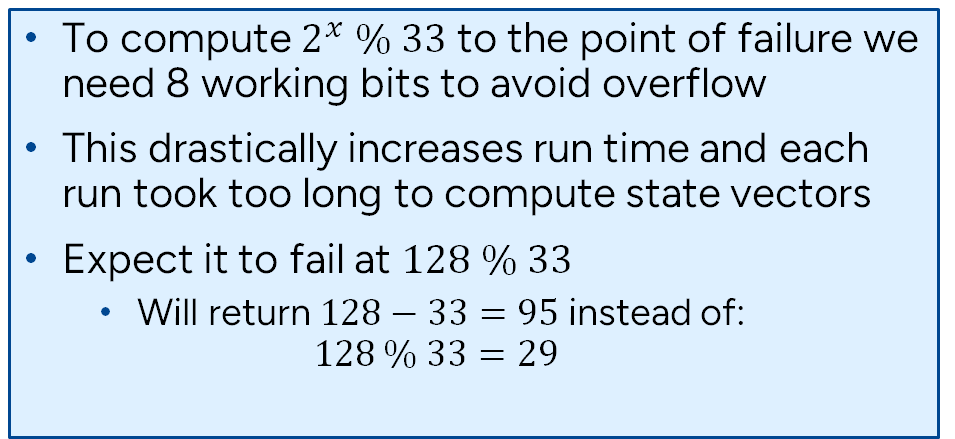 • To compute 2ˣ % 33 to the point of failure we
need 8 working bits to avoid overflow
• This drastically increases run time and each
run took too long to compute state vectors
• Expect it to fail at 128 % 33
• Will return 128 − 33 = 95 instead of:
128 % 33 = 29